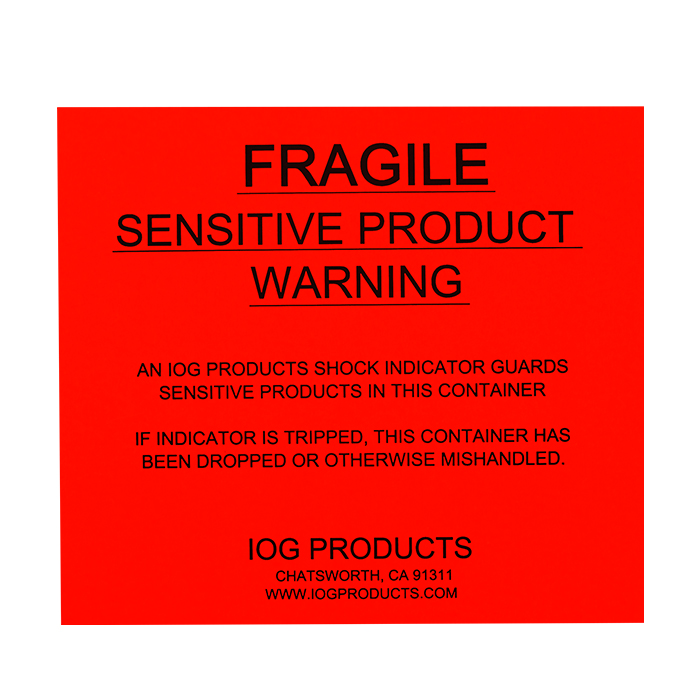 FRAGILE
SENSITIVE PRODUCT
WARNING
AN IOG PRODUCTS SHOCK INDICATOR GUARDS
SENSITIVE PRODUCTS IN THIS CONTAINER
IF INDICATOR IS TRIPPED, THIS CONTAINER HAS
BEEN DROPPED OR OTHERWISE MISHANDLED.
IOG PRODUCTS
CHATSWORTH, CA 91311
WWW.IOGPRODUCTS.COM